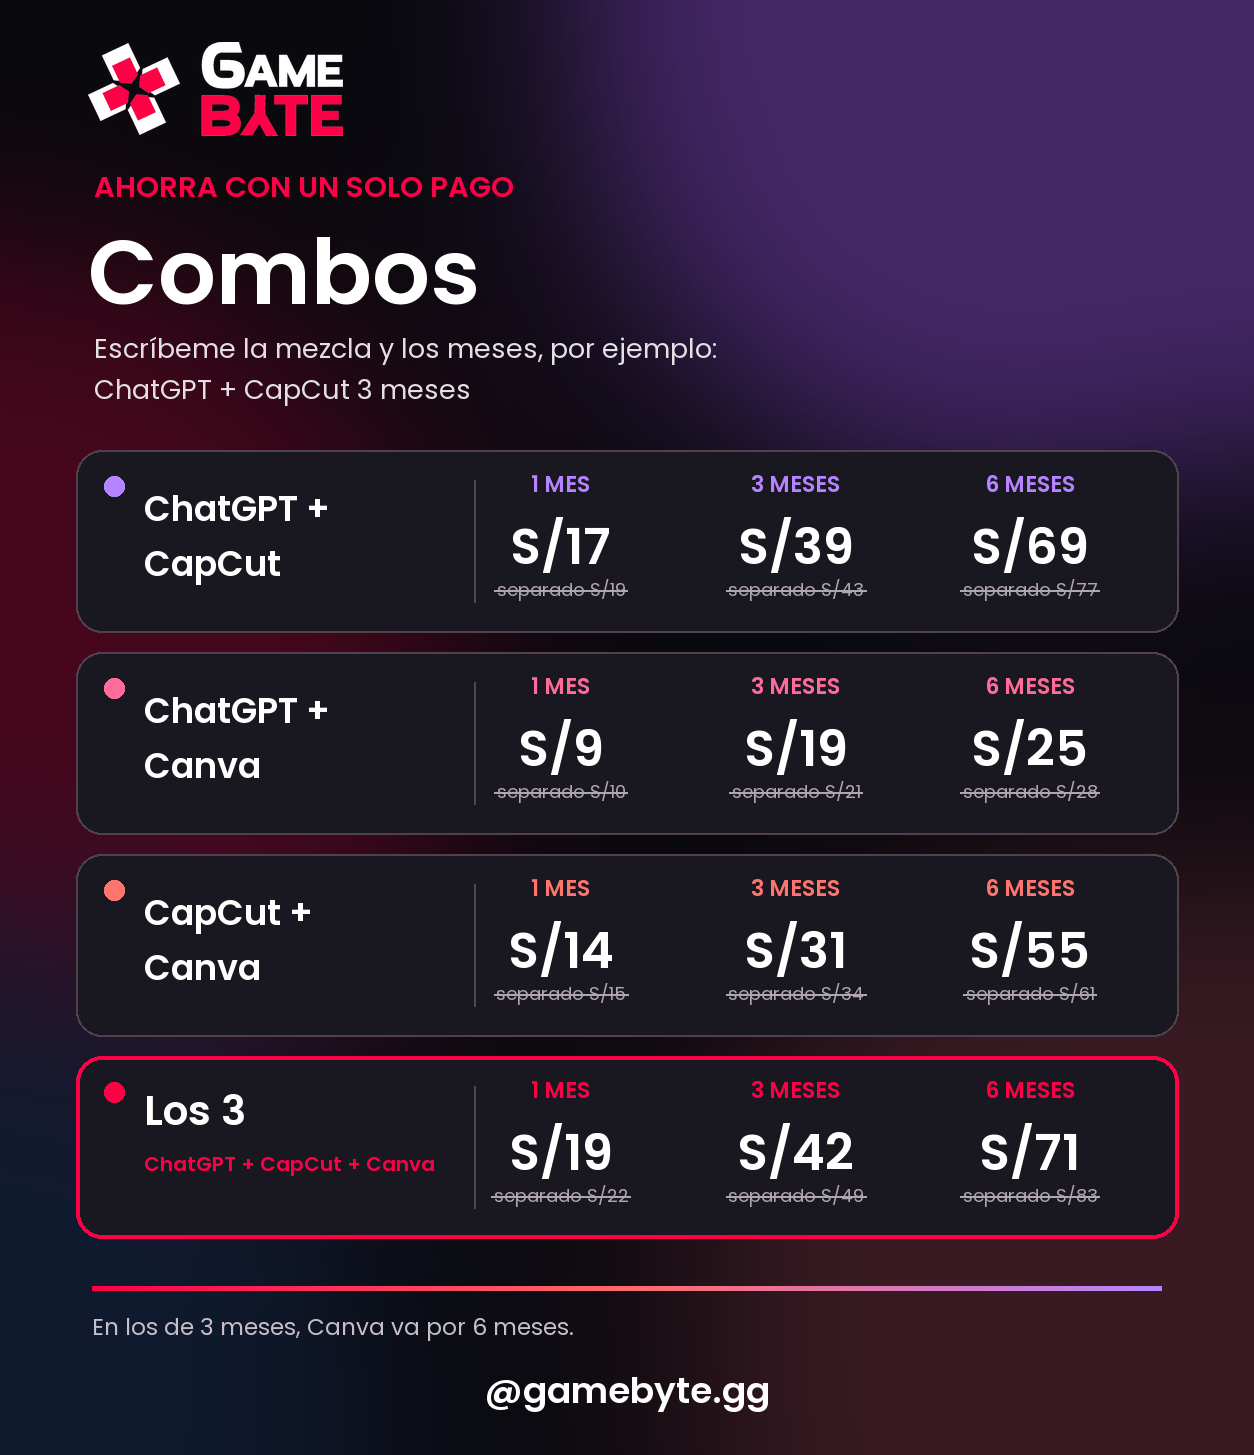 GAME
BYTE
AHORRA CON UN SOLO PAGO
Combos
Escríbeme la mezcla y los meses, por ejemplo:
ChatGPT + CapCut 3 meses
ChatGPT +
CapCut
1 MES
S/17
separado S/19
3 MESES
S/39
separado S/43
6 MESES
S/69
separado S/77
ChatGPT +
Canva
1 MES
S/9
separado S/10
3 MESES
S/19
separado S/21
6 MESES
S/25
separado S/28
CapCut +
Canva
1 MES
S/14
separado S/15
3 MESES
S/31
separado S/34
6 MESES
S/55
separado S/61
Los 3
ChatGPT + CapCut + Canva
1 MES
S/19
separado S/22
3 MESES
S/42
separado S/49
6 MESES
S/71
separado S/83
En los de 3 meses, Canva va por 6 meses.
@gamebyte.gg